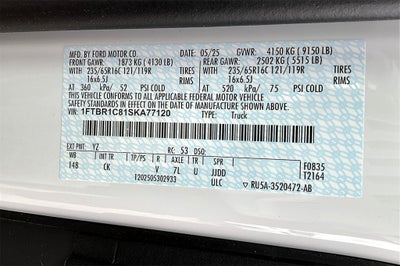 MFD. BY FORD MOTOR CO. 05/25 GVWR: 4150 KG ( 9150 LB)
FRONT GAWR: 1873 KG ( 4130 LB) REAR GAWR: 2502 KG ( 5515 LB)
WITH 235/65R16C 121/119R TIRES WITH 235/65R16C 121/119R TIRES
16x6.5J RIMS 16x6.5J RIMS
AT 360 kPa/ 52 PSI COLD AT 520 kPa/ 75 PSI COLD
THIS VEHICLE CONFORMS TO ALL APPLICABLE FEDERAL MOTOR VEHICLE
SAFETY STANDARDS IN EFFECT ON THE DATE OF MANUFACTURE SHOWN ABOVE.
VIN: 1FTBR1C81SKA77120 TYPE: Truck
EXT PNT: YZ RC: 53 DSO: F0835
WB INT TR TP/PS R AXLE TR SPR T2164
148 CK V 7L U JJDD
1202505302933 UJ RU5A-3520472-AB